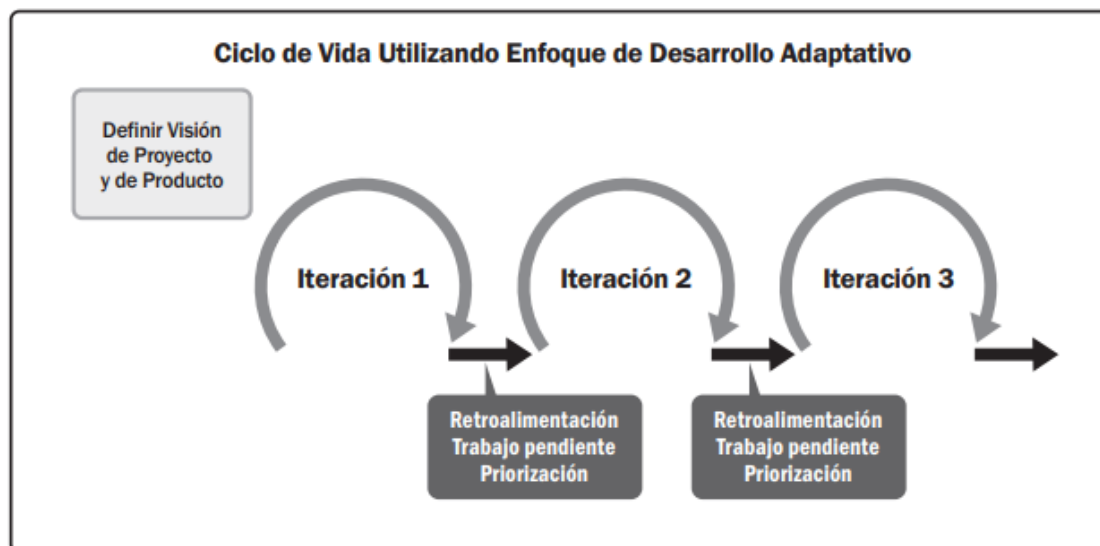 Ciclo de Vida Utilizando Enfoque de Desarrollo Adaptativo
Definir Visión
de Proyecto
y de Producto
Iteración 1
Iteración 2
Iteración 3
Retroalimentación
Trabajo pendiente
Priorización
Retroalimentación
Trabajo pendiente
Priorización